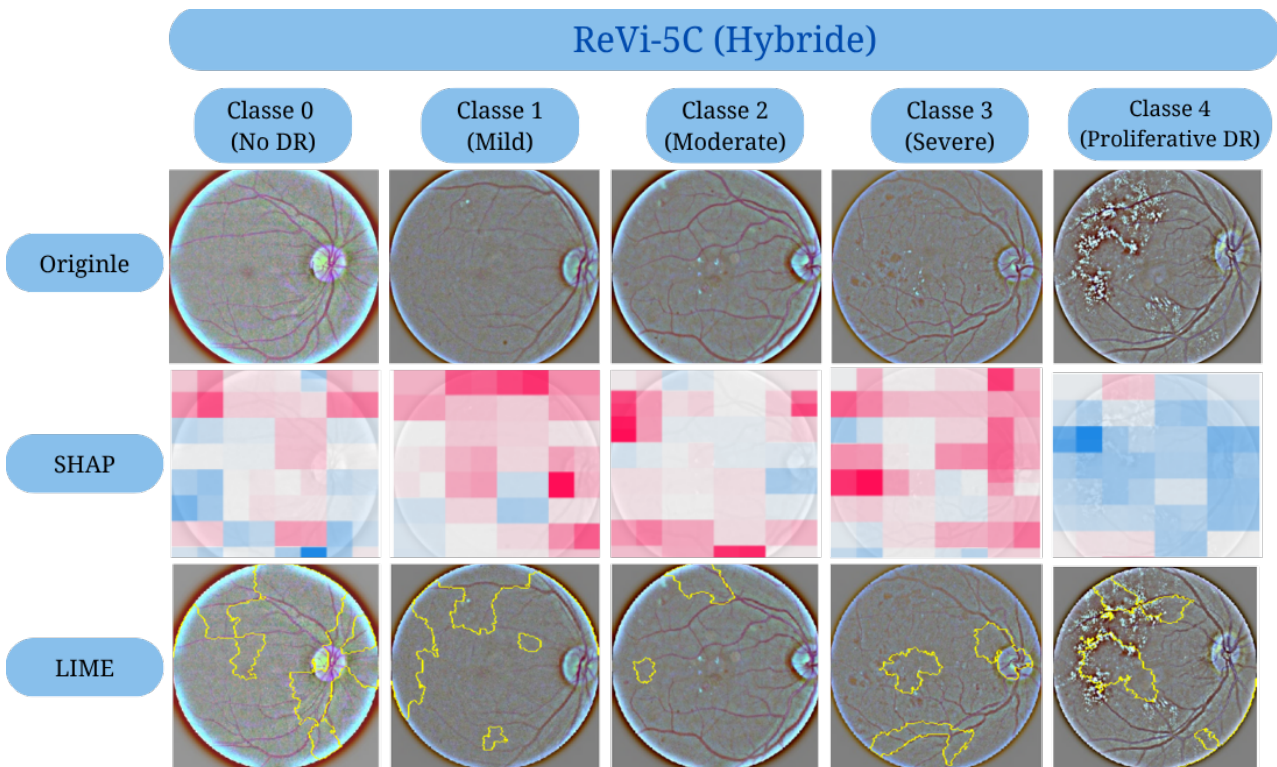 ReVi-5C (Hybride)
Classe 0
(No DR)
Classe 1
(Mild)
Classe 2
(Moderate)
Classe 3
(Severe)
Classe 4
(Proliferative DR)
Originle
SHAP
LIME